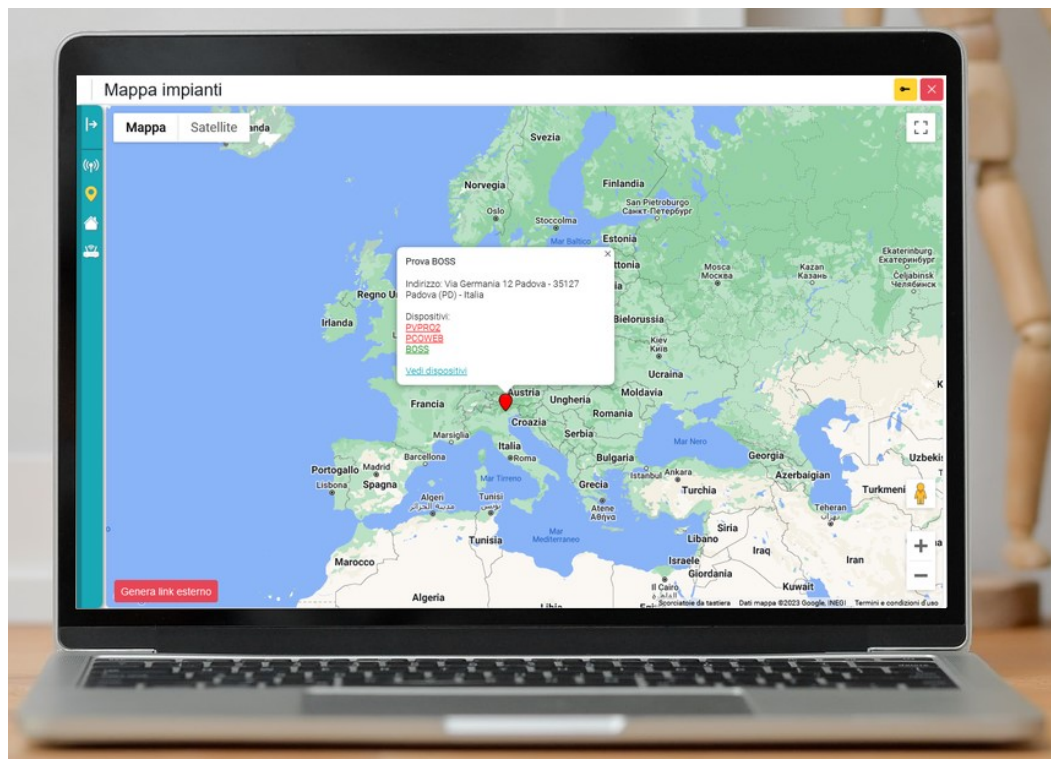 Mappa impianti
Mappa Satellite
anda
Svezia
Norvegia
Finlandia
Oslo
San Pietroburgo
Санкт-Петербург
Stoccolma
Mar Baltico
Estonia
ttonia
ia
Mosca
Москва
Kazan
Казань
Ekaterinburg
Екатеринбург
Čeljabinsk
Челябинск
Prova BOSS
Indirizzo: Via Germania 12 Padova - 35127
Padova (PD) - Italia
Dispositivi:
PVPRO2
PCOWEB
BOSS
Vedi dispositivi
Regno U
Irlanda
Bielorussia
Kiev
Київ
Ucraina
Austria
Ungheria
Moldavia
Francia
Croazia
Romania
Marsiglia
Serbia
Italia
Mar Nero
Barcellona
Roma
Bulgaria
Georgia
Uzbeki
Portogallo
Madrid
Istanbul
Ankara
Azerbaigian
Lisbona
Spagna
Mar Tirreno
Grecia
Turchia
Turkmeni
Algeri
مدينة الجزائر
Tunisi
تونس
Atene
Αθήνα
Teheran
تهران
Tunisia
Mar
Mediterraneo
Siria
Libano
Iraq
Iran
Marocco
Israele
Giordania
Il Cairo
Kuwait
Algeria
Genera link esterno
Scorciatoie da tastiera Dati mappa ©2023 Google, INEGI Termini e condizioni d'uso